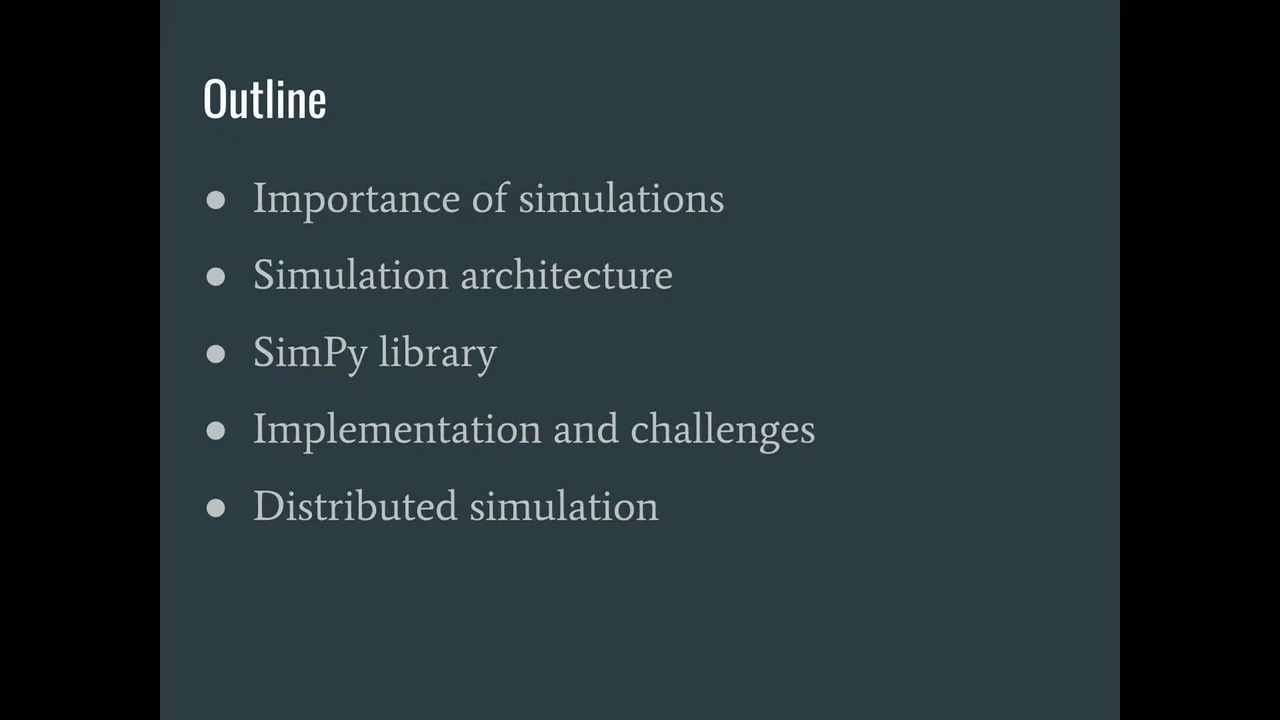 Outline
● Importance of simulations
● Simulation architecture
● SimPy library
● Implementation and challenges
● Distributed simulation